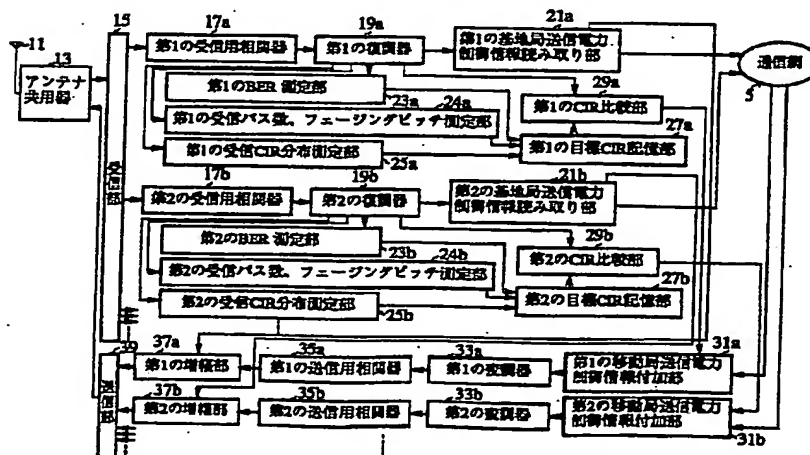 11
13
アンテナ
共用器
15
受信部
17a
第1の受信用相関器
19a
第1の復調器
21a
第1の基地局送信電力
制御信報読み取り部
通信網
5
第1のBER 測定部
23a
24a
第1の受信パス数、フェージングピッチ測定部
第1の受信CIR分布測定部
25a
29a
第1のCIR比較部
27a
第1の目標CIR記憶部
17b
第2の受信用相関器
19b
第2の復調器
21b
第2の基地局送信電力
制御信報読み取り部
第2のBER 測定部
23b
24b
第2の受信パス数、フェージングピッチ測定部
第2の受信CIR分布測定部
25b
29b
第2のCIR比較部
27b
第2の目標CIR記憶部
39
送信部
37a
第1の増幅部
35a
第1の送信用相関器
33a
第1の変調器
31a
第1の移動局送信電力
制御信報付加部
37b
第2の増幅部
35b
第2の送信用相関器
33b
第2の変調器
第2の移動局送信電力
制御信報付加部
31b